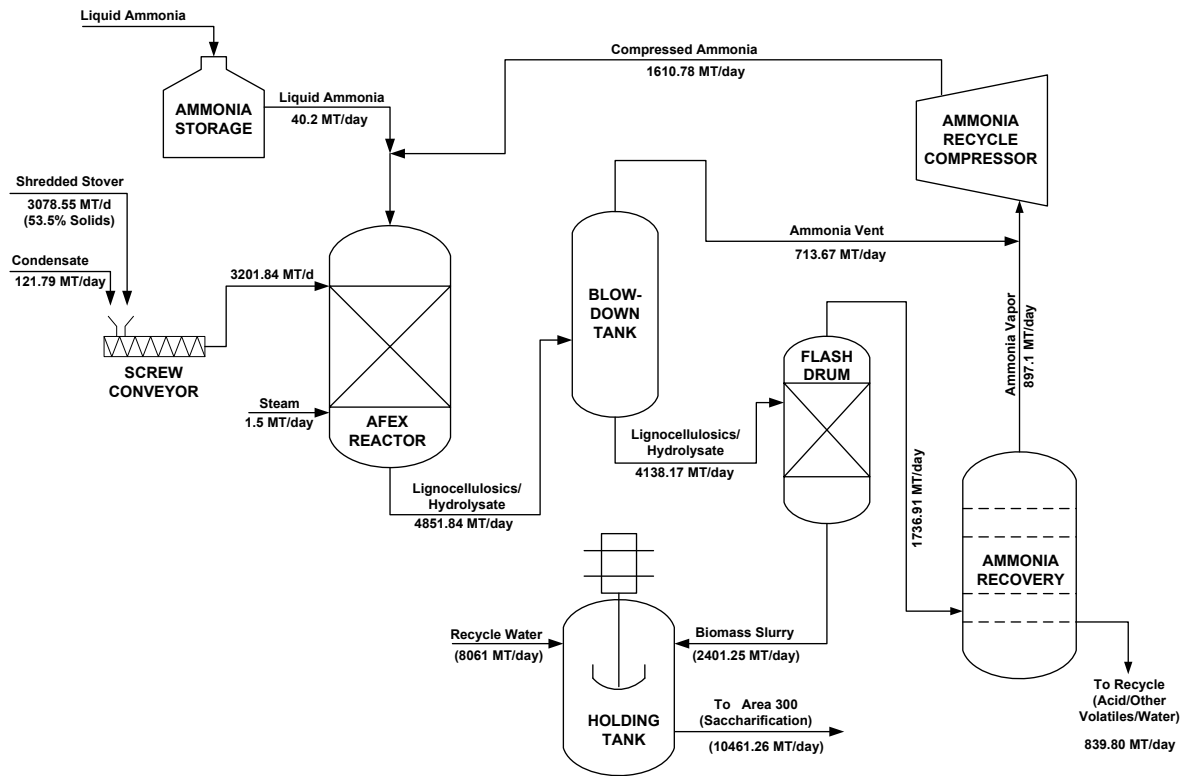 Liquid Ammonia
AMMONIA
STORAGE
Liquid Ammonia
40.2 MT/day
Compressed Ammonia
1610.78 MT/day
AMMONIA
RECYCLE
COMPRESSOR
Shredded Stover
3078.55 MT/d
(53.5% Solids)
Condensate
121.79 MT/day
3201.84 MT/d
SCREW
CONVEYOR
Steam
1.5 MT/day
AFEX
REACTOR
Lignocellulosics/
Hydrolysate
4851.84 MT/day
BLOW-
DOWN
TANK
Ammonia Vent
713.67 MT/day
Lignocellulosics/
Hydrolysate
4138.17 MT/day
FLASH
DRUM
1736.91 MT/day
Ammonia Vapor
897.1 MT/day
AMMONIA
RECOVERY
Recycle Water
(8061 MT/day)
Biomass Slurry
(2401.25 MT/day)
HOLDING
TANK
To Area 300
(Saccharification)
(10461.26 MT/day)
To Recycle
(Acid/Other
Volatiles/Water)
839.80 MT/day